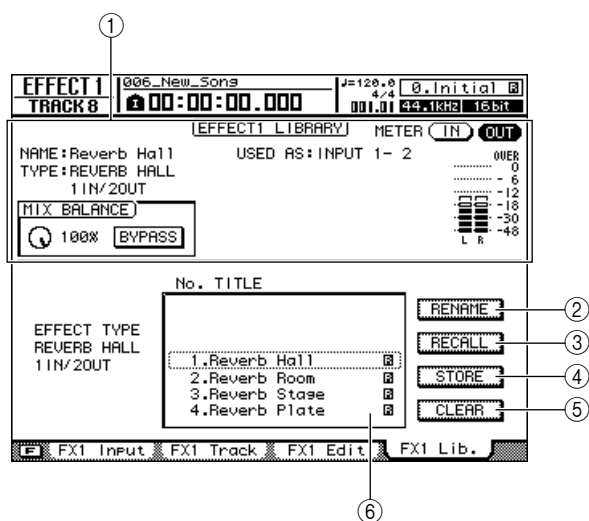 ①
EFFECT 1
TRACK 8
006_New_Song
00:00:00.000
♩=120.0
4/4
001.01
0.Initial R
44.1kHz 16bit
EFFECT1 LIBRARY
METER IN OUT
NAME:Reverb Hall
USED AS:INPUT 1- 2
TYPE:REVERB HALL
1IN/2OUT
MIX BALANCE
100% BYPASS
OVER
0
- 6
-12
-18
-30
-48
L R
No. TITLE
EFFECT TYPE
REVERB HALL
1IN/2OUT
1.Reverb Hall R
2.Reverb Room R
3.Reverb Stage R
4.Reverb Plate R
RENAME ②
RECALL ③
STORE ④
CLEAR ⑤
F FX1 Input FX1 Track FX1 Edit FX1 Lib.
⑥